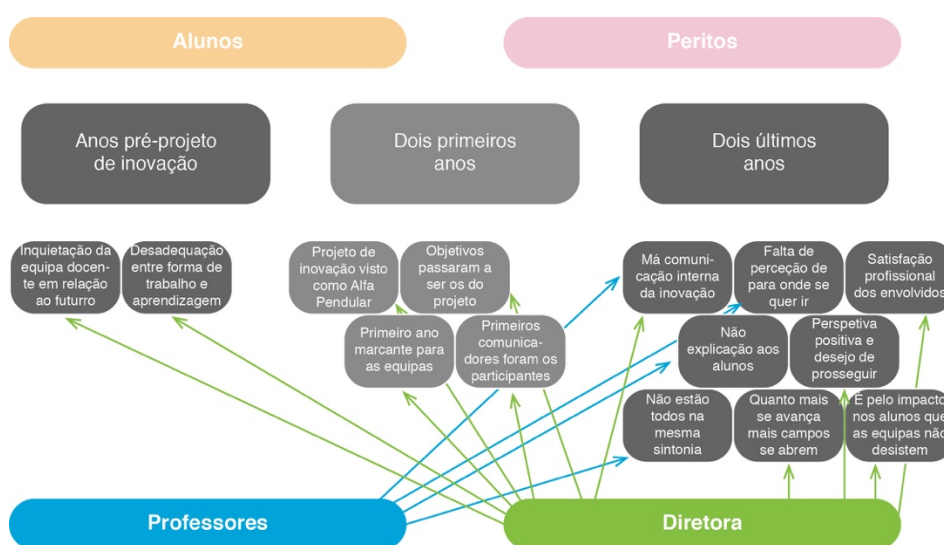 Alunos
Peritos
Anos pré-projeto
de inovação
Dois primeiros
anos
Dois últimos
anos
Inquietação da
equipa docen-
te em relação
ao futurro
Desadequação
entre forma de
trabalho e
aprendizagem
Projeto de
inovação visto
como Alfa
Pendular
Objetivos
passaram a
ser os do
projeto
Primeiro ano
marcante para
as equipas
Primeiros
comunica-
dores foram os
participantes
Má comuni-
cação interna
da inovação
Falta de
perceção de
para onde se
quer ir
Satisfação
profissional
dos envolvidos
Não
explicação aos
alunos
Perspetiva
positiva e
desejo de
prosseguir
Não estão
todos na
mesma
sintonia
Quanto mais
se avança
mais campos
se abrem
É pelo impacto
nos alunos que
as equipas não
desistem
Professores
Diretora